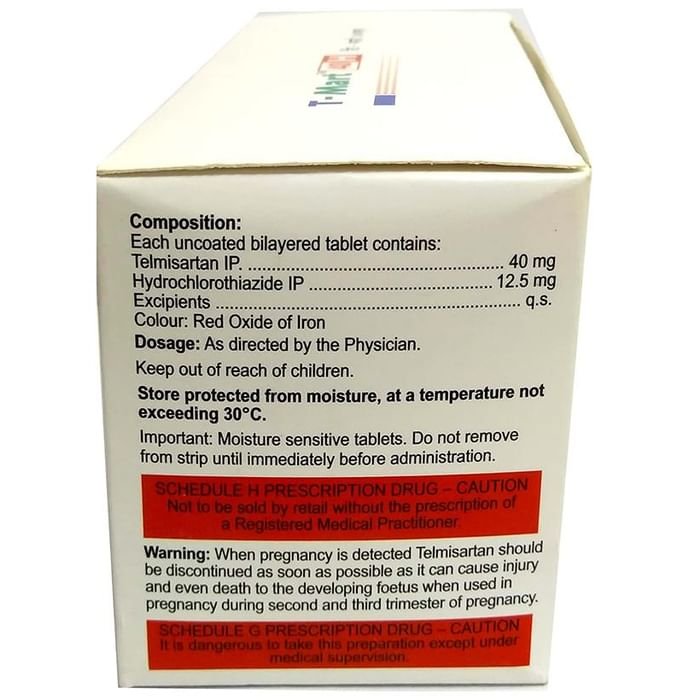 T-Mart
Composition:
Each uncoated bilayered tablet contains:
Telmisartan IP. ................................................ 40 mg
Hydrochlorothiazide IP ................................... 12.5 mg
Excipients .......................................................... q.s.
Colour: Red Oxide of Iron
Dosage: As directed by the Physician.
Keep out of reach of children.
Store protected from moisture, at a temperature not
exceeding 30°C.
Important: Moisture sensitive tablets. Do not remove
from strip until immediately before administration.
SCHEDULE H PRESCRIPTION DRUG – CAUTION
Not to be sold by retail without the prescription of
a Registered Medical Practitioner.
Warning: When pregnancy is detected Telmisartan should
be discontinued as soon as possible as it can cause injury
and even death to the developing foetus when used in
pregnancy during second and third trimester of pregnancy.
SCHEDULE G PRESCRIPTION DRUG – CAUTION
It is dangerous to take this preparation except under
medical supervision.